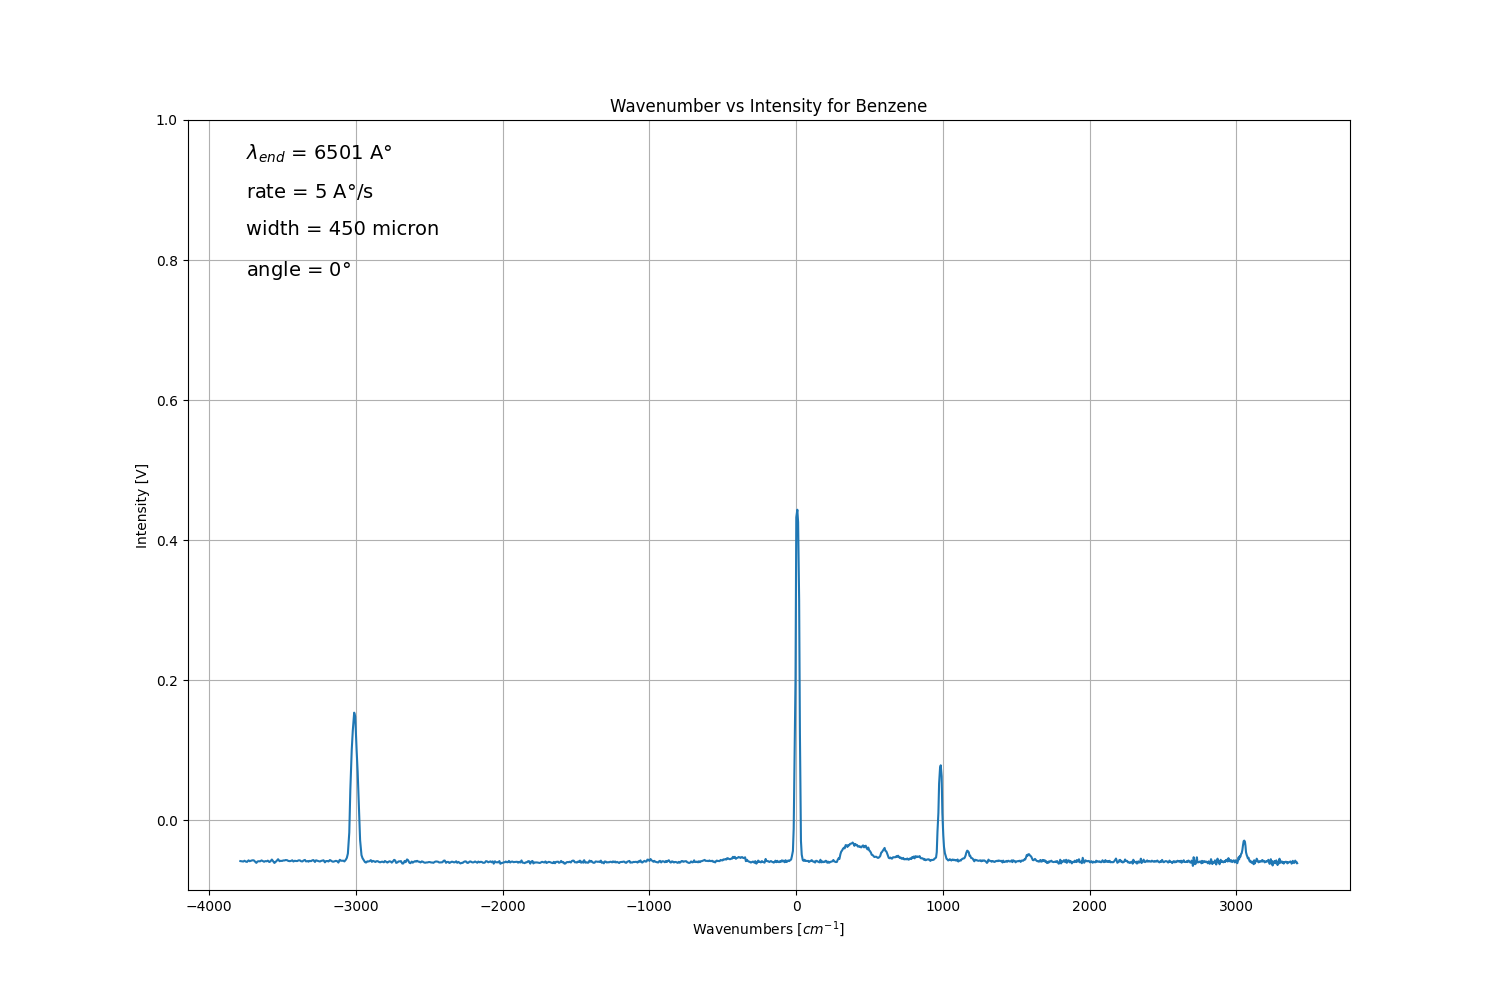 Wavenumber vs Intensity for Benzene
1.0
0.8
0.6
0.4
0.2
0.0
Intensity [V]
λend = 6501 A°
rate = 5 A°/s
width = 450 micron
angle = 0°
−4000 −3000 −2000 −1000 0 1000 2000 3000
Wavenumbers [cm⁻¹]